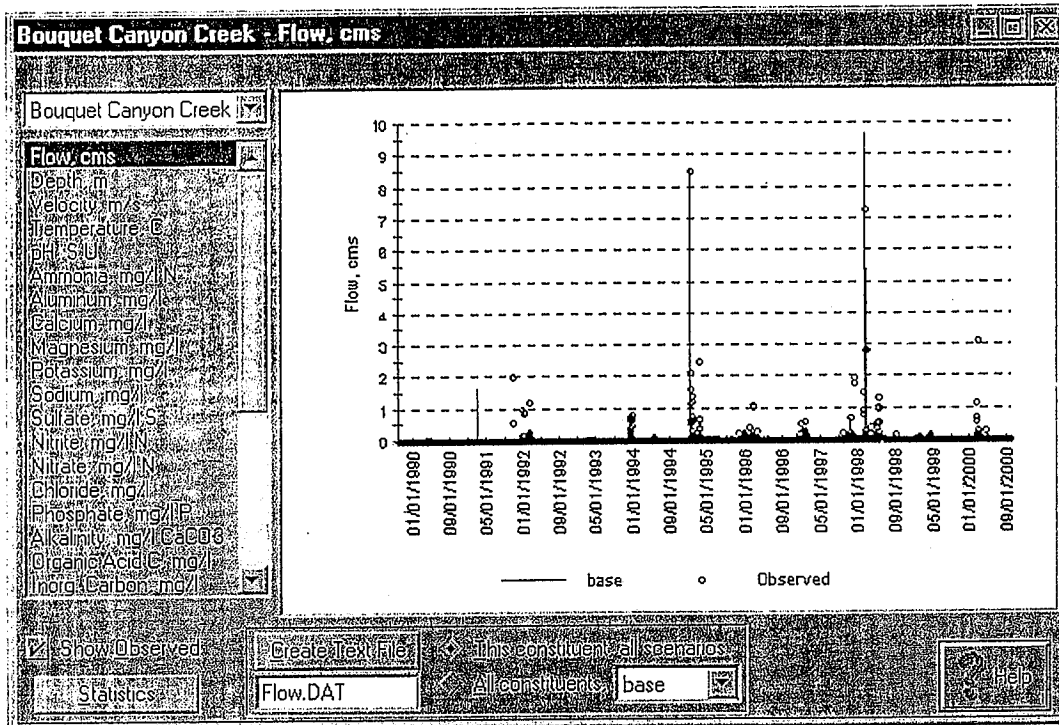 Bouquet Canyon Creek - Flow, cms
Bouquet Canyon Creek
Flow, cms
Depth, m
Velocity, m/s
Temperature, C
pH, S.U.
Ammonia, mg/l N
Aluminum, mg/l
Calcium, mg/l
Magnesium, mg/l
Potassium, mg/l
Sodium, mg/l
Sulfate, mg/l S
Nitrite, mg/l N
Nitrate, mg/l N
Chloride, mg/l
Phosphate, mg/l P
Alkalinity, mg/l CaCO3
Organic Acid C, mg/l
Inorg. Carbon, mg/l
Flow, cms
10
9
8
7
6
5
4
3
2
1
0
01/01/1990
09/01/1990
05/01/1991
01/01/1992
09/01/1992
05/01/1993
01/01/1994
09/01/1994
05/01/1995
01/01/1996
09/01/1996
05/01/1997
01/01/1998
09/01/1998
05/01/1999
01/01/2000
09/01/2000
base
Observed
Show Observed
Statistics
Create Text File
Flow.DAT
This constituent, all scenarios
All constituents
base
Help